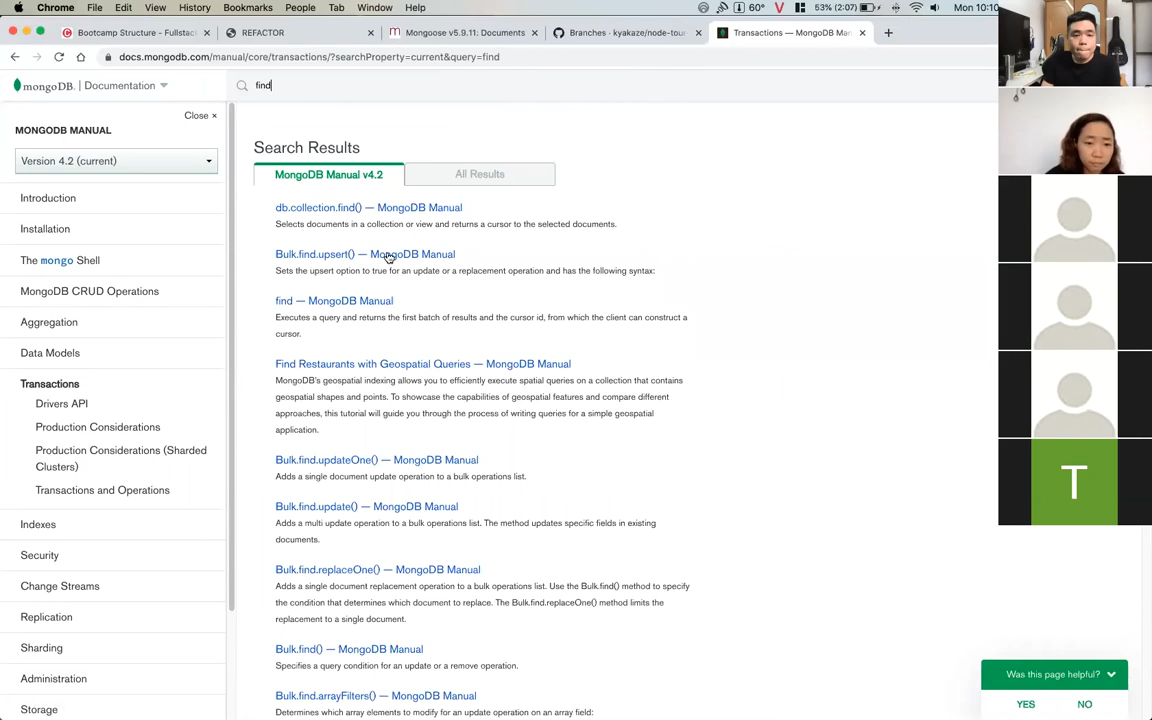 Chrome File Edit View History Bookmarks People Tab Window Help
60° 53% (2:07) Mon 10:10
Bootcamp Structure - Fullstac
REFACTOR
Mongoose v5.9.11: Documents
Branches · kyakaze/node-tour
Transactions — MongoDB Man
docs.mongodb.com/manual/core/transactions/?searchProperty=current&query=find
mongoDB. | Documentation
find
Close ×
MONGODB MANUAL
Version 4.2 (current)
Introduction
Installation
The mongo Shell
MongoDB CRUD Operations
Aggregation
Data Models
Transactions
Drivers API
Production Considerations
Production Considerations (Sharded
Clusters)
Transactions and Operations
Indexes
Security
Change Streams
Replication
Sharding
Administration
Storage
Search Results
MongoDB Manual v4.2
All Results
db.collection.find() — MongoDB Manual
Selects documents in a collection or view and returns a cursor to the selected documents.
Bulk.find.upsert() — MongoDB Manual
Sets the upsert option to true for an update or a replacement operation and has the following syntax:
find — MongoDB Manual
Executes a query and returns the first batch of results and the cursor id, from which the client can construct a
cursor.
Find Restaurants with Geospatial Queries — MongoDB Manual
MongoDB's geospatial indexing allows you to efficiently execute spatial queries on a collection that contains
geospatial shapes and points. To showcase the capabilities of geospatial features and compare different
approaches, this tutorial will guide you through the process of writing queries for a simple geospatial
application.
Bulk.find.updateOne() — MongoDB Manual
Adds a single document update operation to a bulk operations list.
Bulk.find.update() — MongoDB Manual
Adds a multi update operation to a bulk operations list. The method updates specific fields in existing
documents.
Bulk.find.replaceOne() — MongoDB Manual
Adds a single document replacement operation to a bulk operations list. Use the Bulk.find() method to specify
the condition that determines which document to replace. The Bulk.find.replaceOne() method limits the
replacement to a single document.
Bulk.find() — MongoDB Manual
Specifies a query condition for an update or a remove operation.
Bulk.find.arrayFilters() — MongoDB Manual
Determines which array elements to modify for an update operation on an array field:
T
Was this page helpful?
YES NO